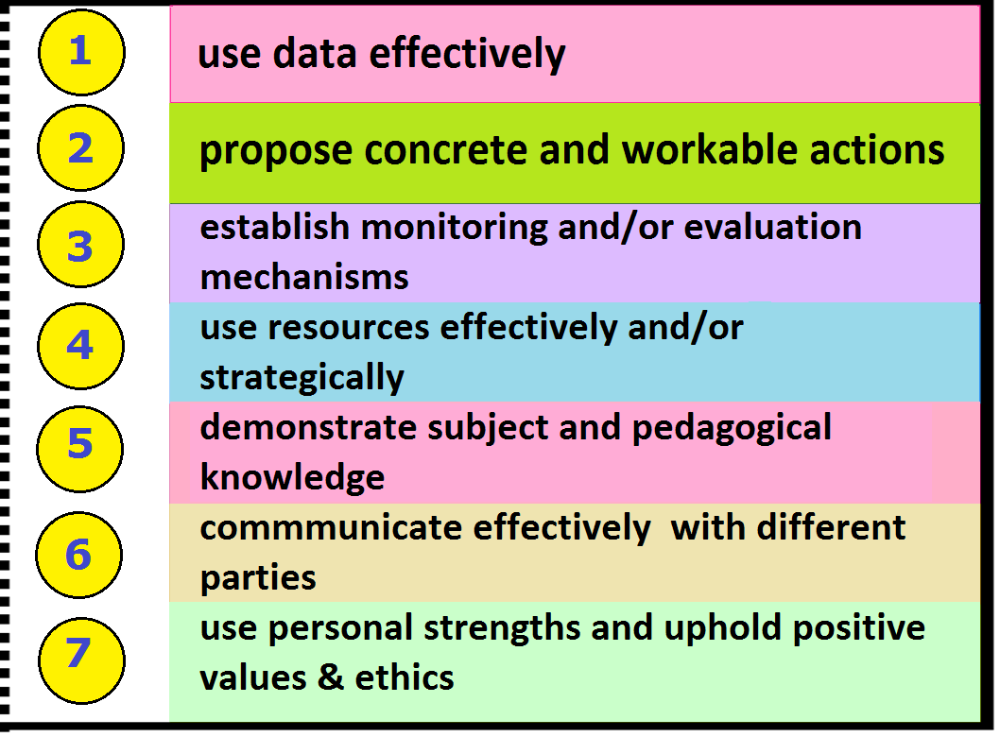 1
use data effectively
2
propose concrete and workable actions
3
establish monitoring and/or evaluation
mechanisms
4
use resources effectively and/or
strategically
5
demonstrate subject and pedagogical
knowledge
6
commmunicate effectively  with different
parties
7
use personal strengths and uphold positive
values & ethics